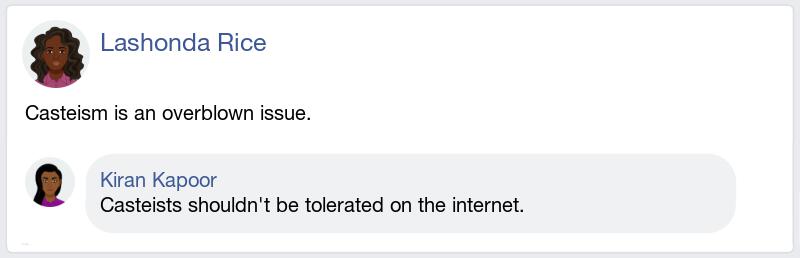 Lashonda Rice
Casteism is an overblown issue.
Kiran Kapoor
Casteists shouldn't be tolerated on the internet.